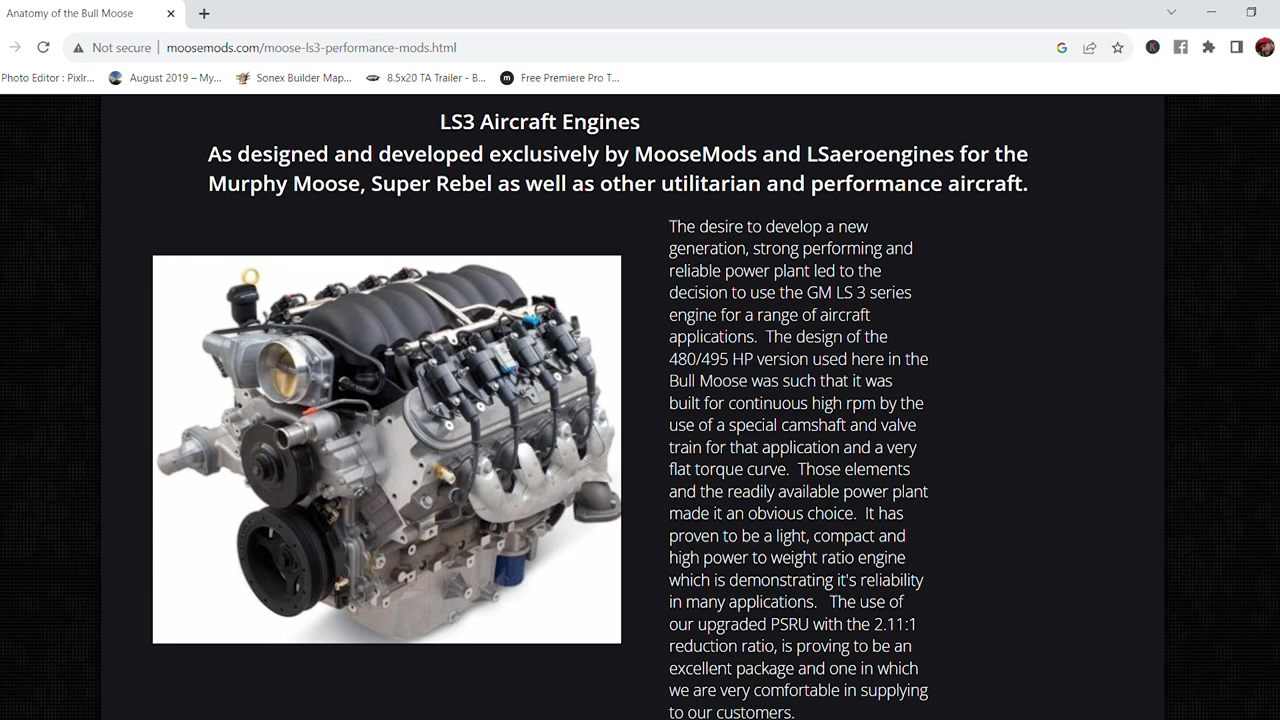 Anatomy of the Bull Moose
Not secure
moosemods.com/moose-ls3-performance-mods.html
Photo Editor : Pixlr...
August 2019 – My...
Sonex Builder Map...
8.5x20 TA Trailer - B...
Free Premiere Pro T...
LS3 Aircraft Engines
As designed and developed exclusively by MooseMods and LSaeroengines for the
Murphy Moose, Super Rebel as well as other utilitarian and performance aircraft.
The desire to develop a new
generation, strong performing and
reliable power plant led to the
decision to use the GM LS 3 series
engine for a range of aircraft
applications.  The design of the
480/495 HP version used here in the
Bull Moose was such that it was
built for continuous high rpm by the
use of a special camshaft and valve
train for that application and a very
flat torque curve.  Those elements
and the readily available power plant
made it an obvious choice.  It has
proven to be a light, compact and
high power to weight ratio engine
which is demonstrating it's reliability
in many applications.   The use of
our upgraded PSRU with the 2.11:1
reduction ratio, is proving to be an
excellent package and one in which
we are very comfortable in supplying
to our customers.